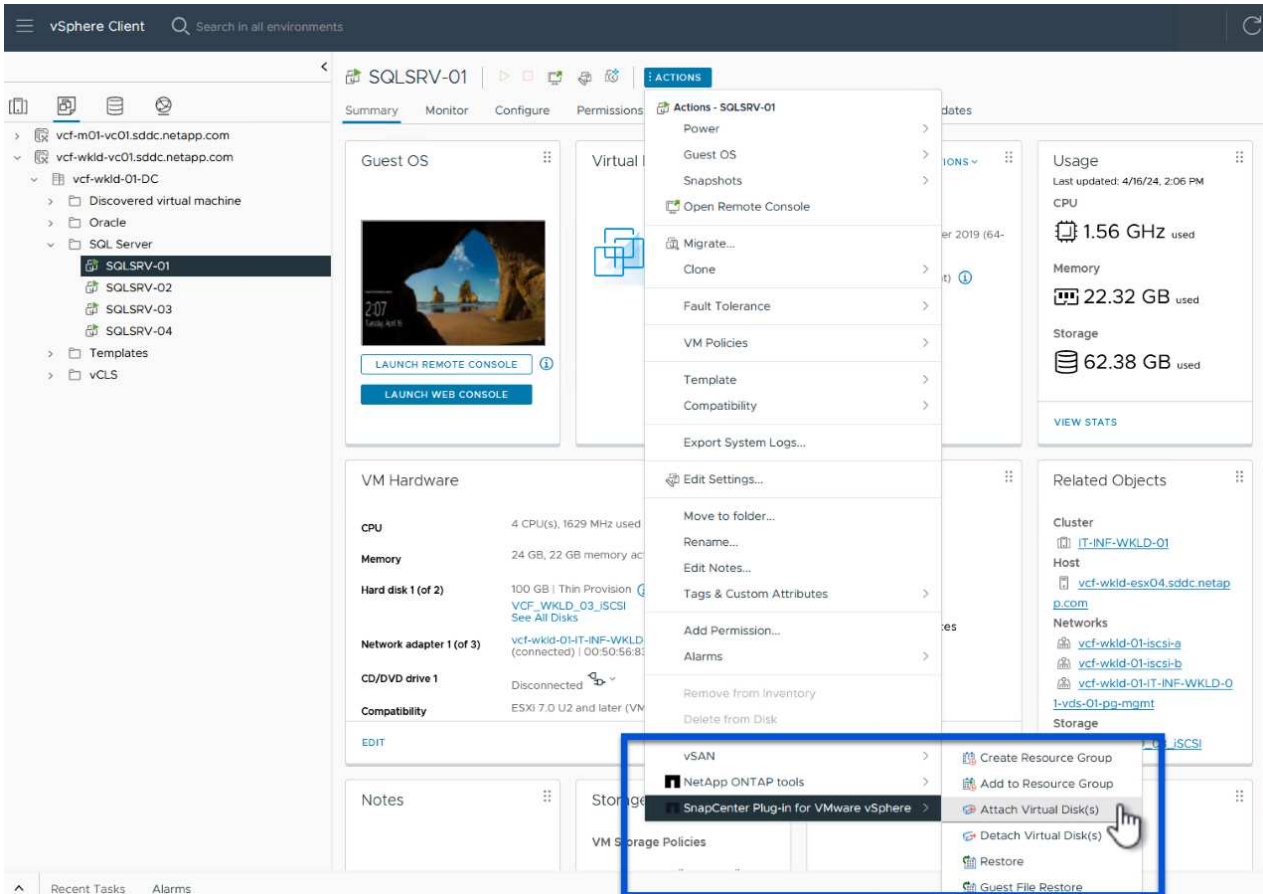 vSphere Client
Search in all environments
SQLSRV-01
ACTIONS
Summary Monitor Configure Permissions dates
vcf-m01-vc01.sddc.netapp.com
vcf-wkld-vc01.sddc.netapp.com
vcf-wkld-01-DC
Discovered virtual machine
Oracle
SQL Server
SQLSRV-01
SQLSRV-02
SQLSRV-03
SQLSRV-04
Templates
vCLS
Guest OS
2:07
Tuesday, April 16
LAUNCH REMOTE CONSOLE
LAUNCH WEB CONSOLE
Virtual
IONS
er 2019 (64-
t)
Actions - SQLSRV-01
Power
Guest OS
Snapshots
Open Remote Console
Migrate...
Clone
Fault Tolerance
VM Policies
Template
Compatibility
Export System Logs...
Edit Settings...
Move to folder...
Rename...
Edit Notes...
Tags & Custom Attributes
Add Permission...
Alarms
Remove from Inventory
Delete from Disk
vSAN
NetApp ONTAP tools
SnapCenter Plug-in for VMware vSphere
Create Resource Group
Add to Resource Group
Attach Virtual Disk(s)
Detach Virtual Disk(s)
Restore
Guest File Restore
Usage
Last updated: 4/16/24, 2:06 PM
CPU
1.56 GHz used
Memory
22.32 GB used
Storage
62.38 GB used
VIEW STATS
VM Hardware
CPU 4 CPU(s), 1629 MHz used
Memory 24 GB, 22 GB memory ac
Hard disk 1 (of 2) 100 GB | Thin Provision
VCF_WKLD_03_iSCSI
See All Disks
Network adapter 1 (of 3) vcf-wkld-01-IT-INF-WKLD
(connected) | 00:50:56:8
CD/DVD drive 1 Disconnected
Compatibility ESXi 7.0 U2 and later (VM
EDIT
es
Related Objects
Cluster
IT-INF-WKLD-01
Host
vcf-wkld-esx04.sddc.netap
p.com
Networks
vcf-wkld-01-iscsi-a
vcf-wkld-01-iscsi-b
vcf-wkld-01-IT-INF-WKLD-0
1-vds-01-pg-mgmt
Storage
iSCSI
Notes
Storage
VM Storage Policies
Recent Tasks Alarms